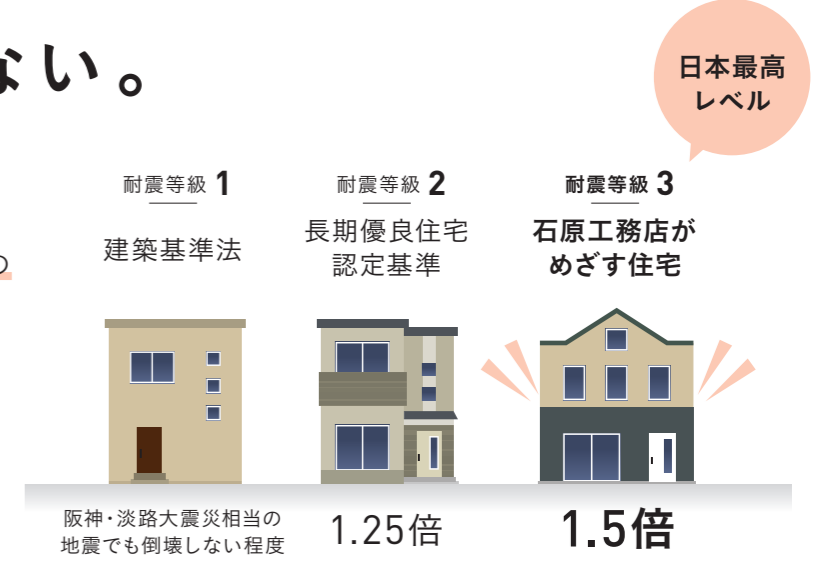 ない。
日本最高
レベル
耐震等級 1
建築基準法
耐震等級 2
長期優良住宅
認定基準
耐震等級 3
石原工務店が
めざす住宅
阪神・淡路大震災相当の
地震でも倒壊しない程度
1.25倍
1.5倍